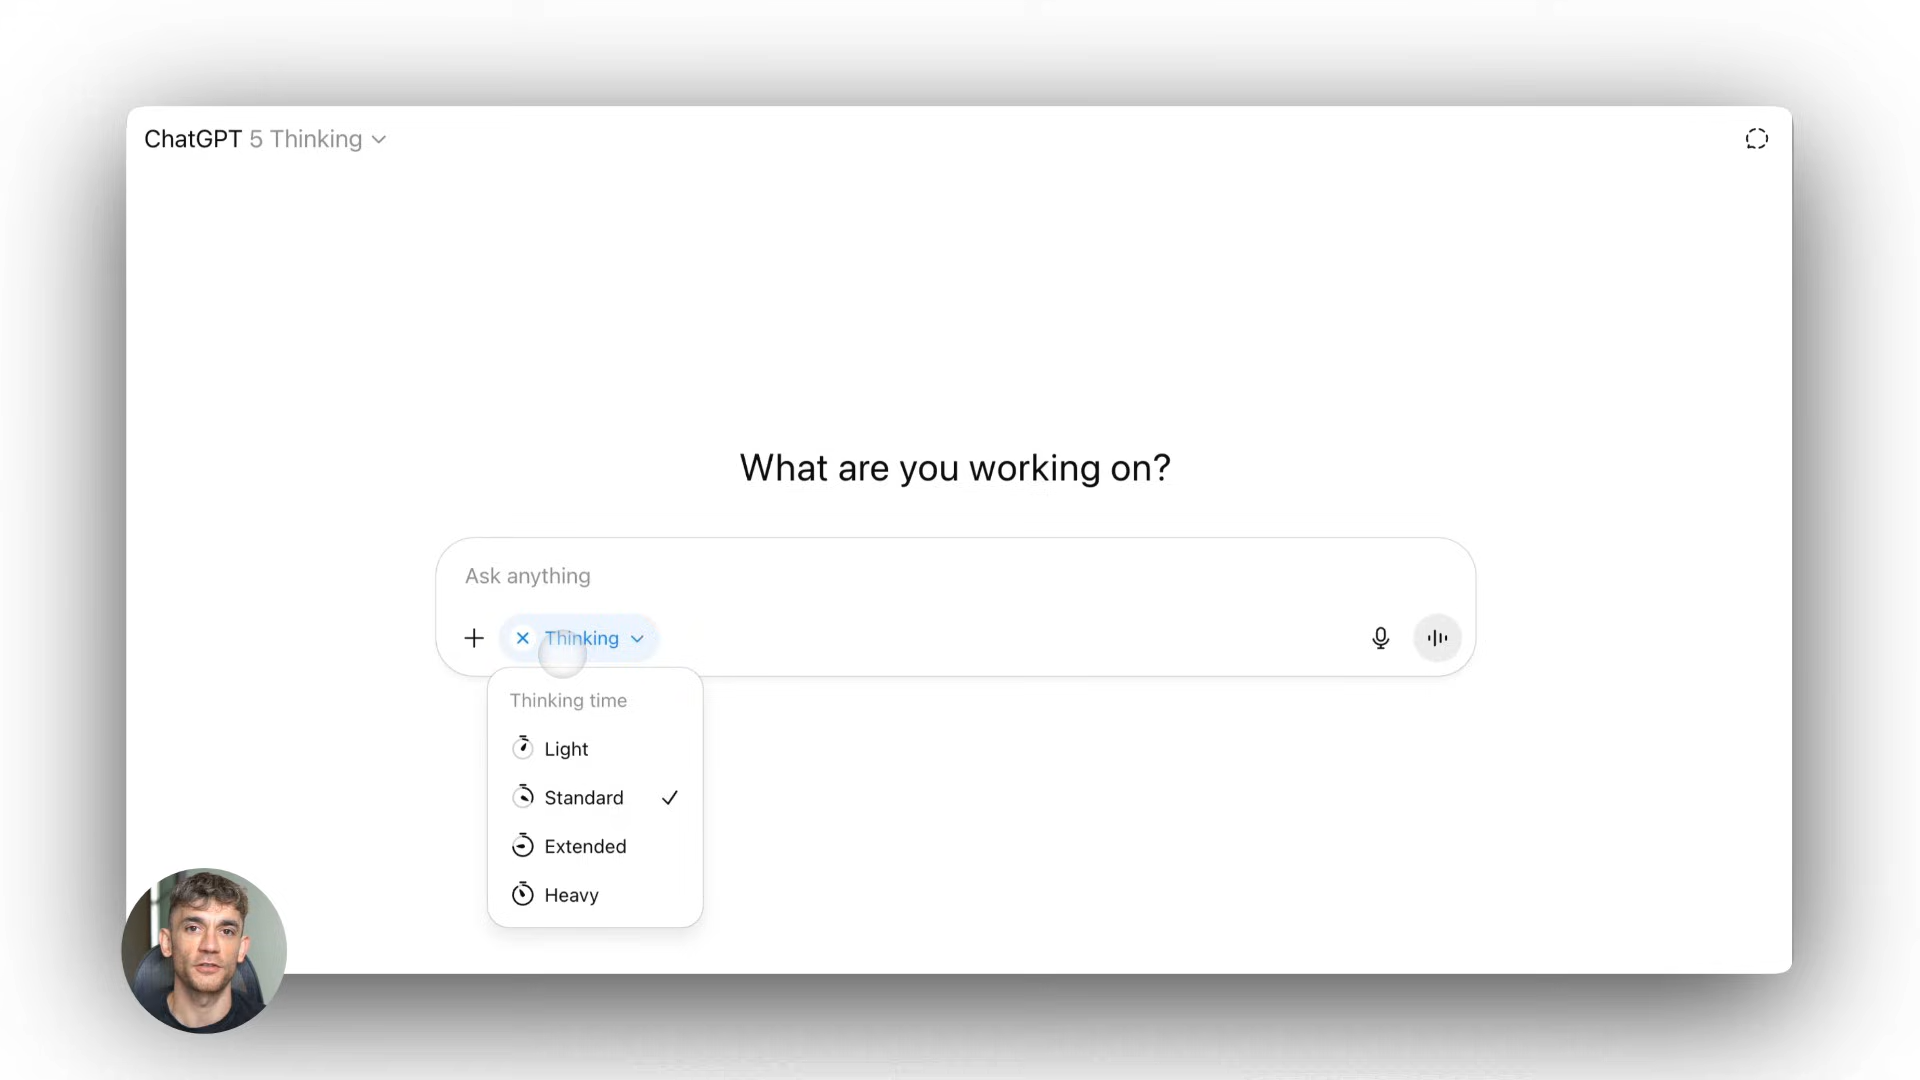 ChatGPT 5 Thinking
What are you working on?
Ask anything
Thinking
Thinking time
Light
Standard
Extended
Heavy